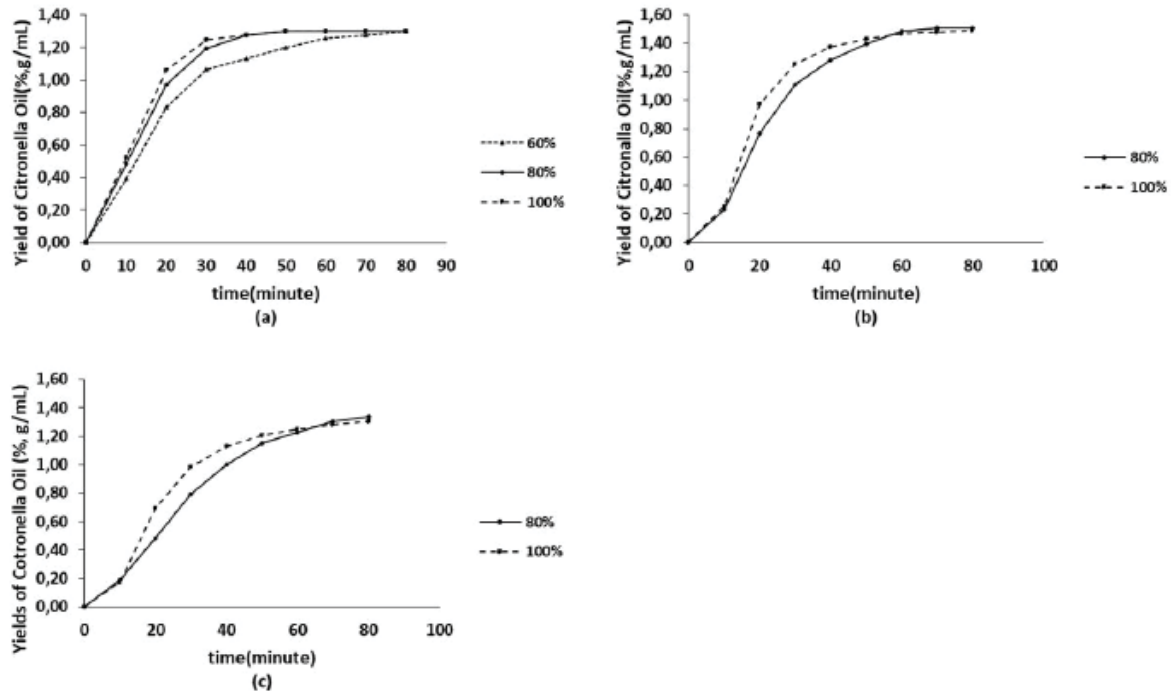 Yield of Citronella Oil(%,g/mL)
1,40
1,20
1,00
0,80
0,60
0,40
0,20
0,00
0 10 20 30 40 50 60 70 80 90
time(minute)
(a)
60%
80%
100%
Yield of Citronalla Oil(%,g/mL)
1,60
1,40
1,20
1,00
0,80
0,60
0,40
0,20
0,00
0 20 40 60 80 100
time(minute)
(b)
80%
100%
Yields of Cotronella Oil (%, g/mL)
1,60
1,40
1,20
1,00
0,80
0,60
0,40
0,20
0,00
0 20 40 60 80 100
time(minute)
(c)
80%
100%